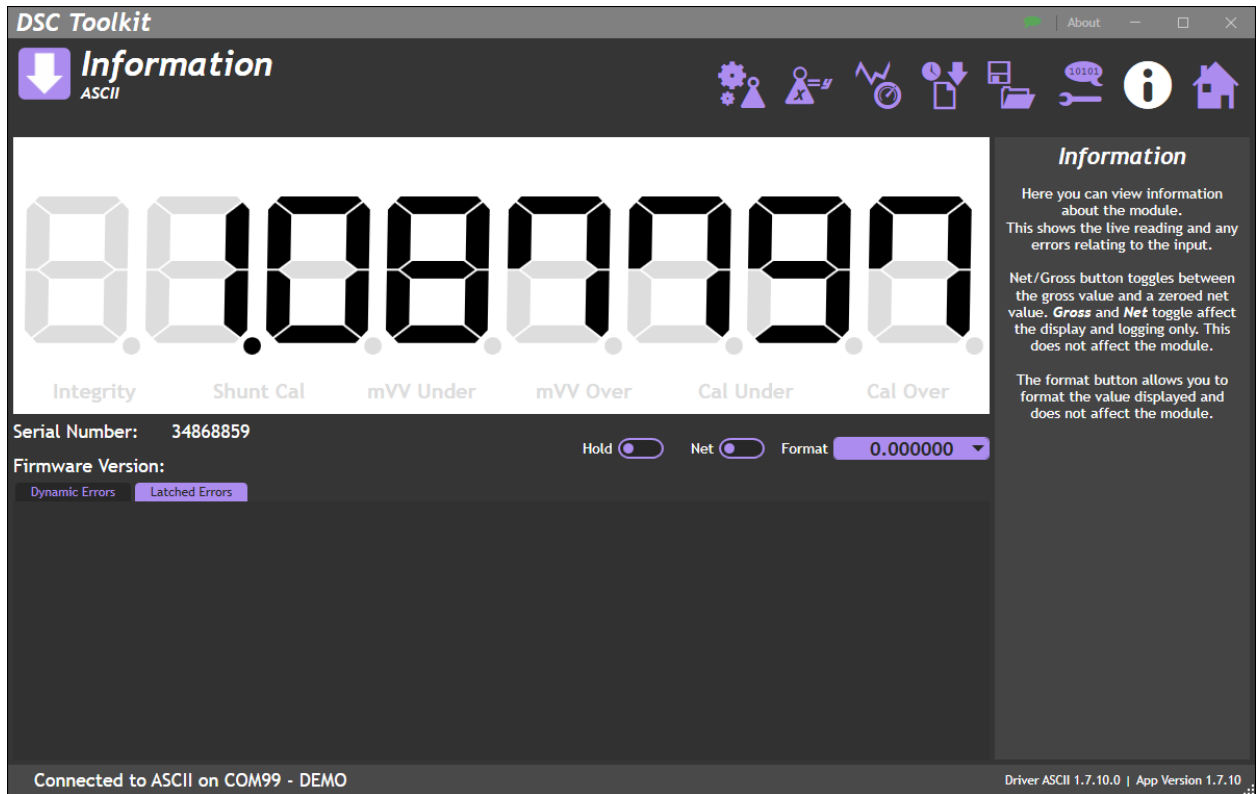 DSC Toolkit
About
Information
ASCII
x=y
10101
1.087797
Integrity Shunt Cal mVV Under mVV Over Cal Under Cal Over
Serial Number: 34868859
Hold Net Format 0.000000
Firmware Version:
Dynamic Errors Latched Errors
Information
Here you can view information
about the module.
This shows the live reading and any
errors relating to the input.
Net/Gross button toggles between
the gross value and a zeroed net
value. Gross and Net toggle affect
the display and logging only. This
does not affect the module.
The format button allows you to
format the value displayed and
does not affect the module.
Connected to ASCII on COM99 - DEMO
Driver ASCII 1.7.10.0 | App Version 1.7.10